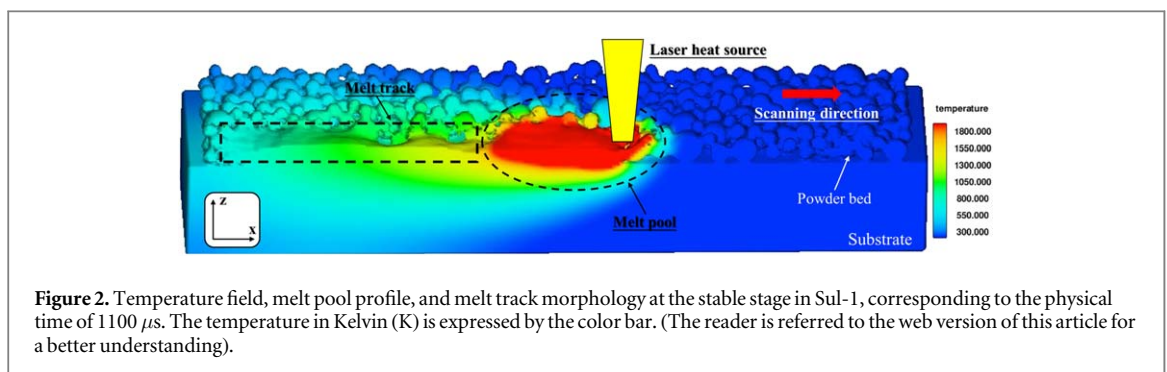 Laser heat source
Melt track
Scanning direction
temperature
1800.000
1550.000
1300.000
1050.000
800.000
550.000
300.000
Powder bed
z
x
Melt pool
Substrate
Figure 2. Temperature field, melt pool profile, and melt track morphology at the stable stage in Sul-1, corresponding to the physical
time of 1100 μs. The temperature in Kelvin (K) is expressed by the color bar. (The reader is referred to the web version of this article for
a better understanding).